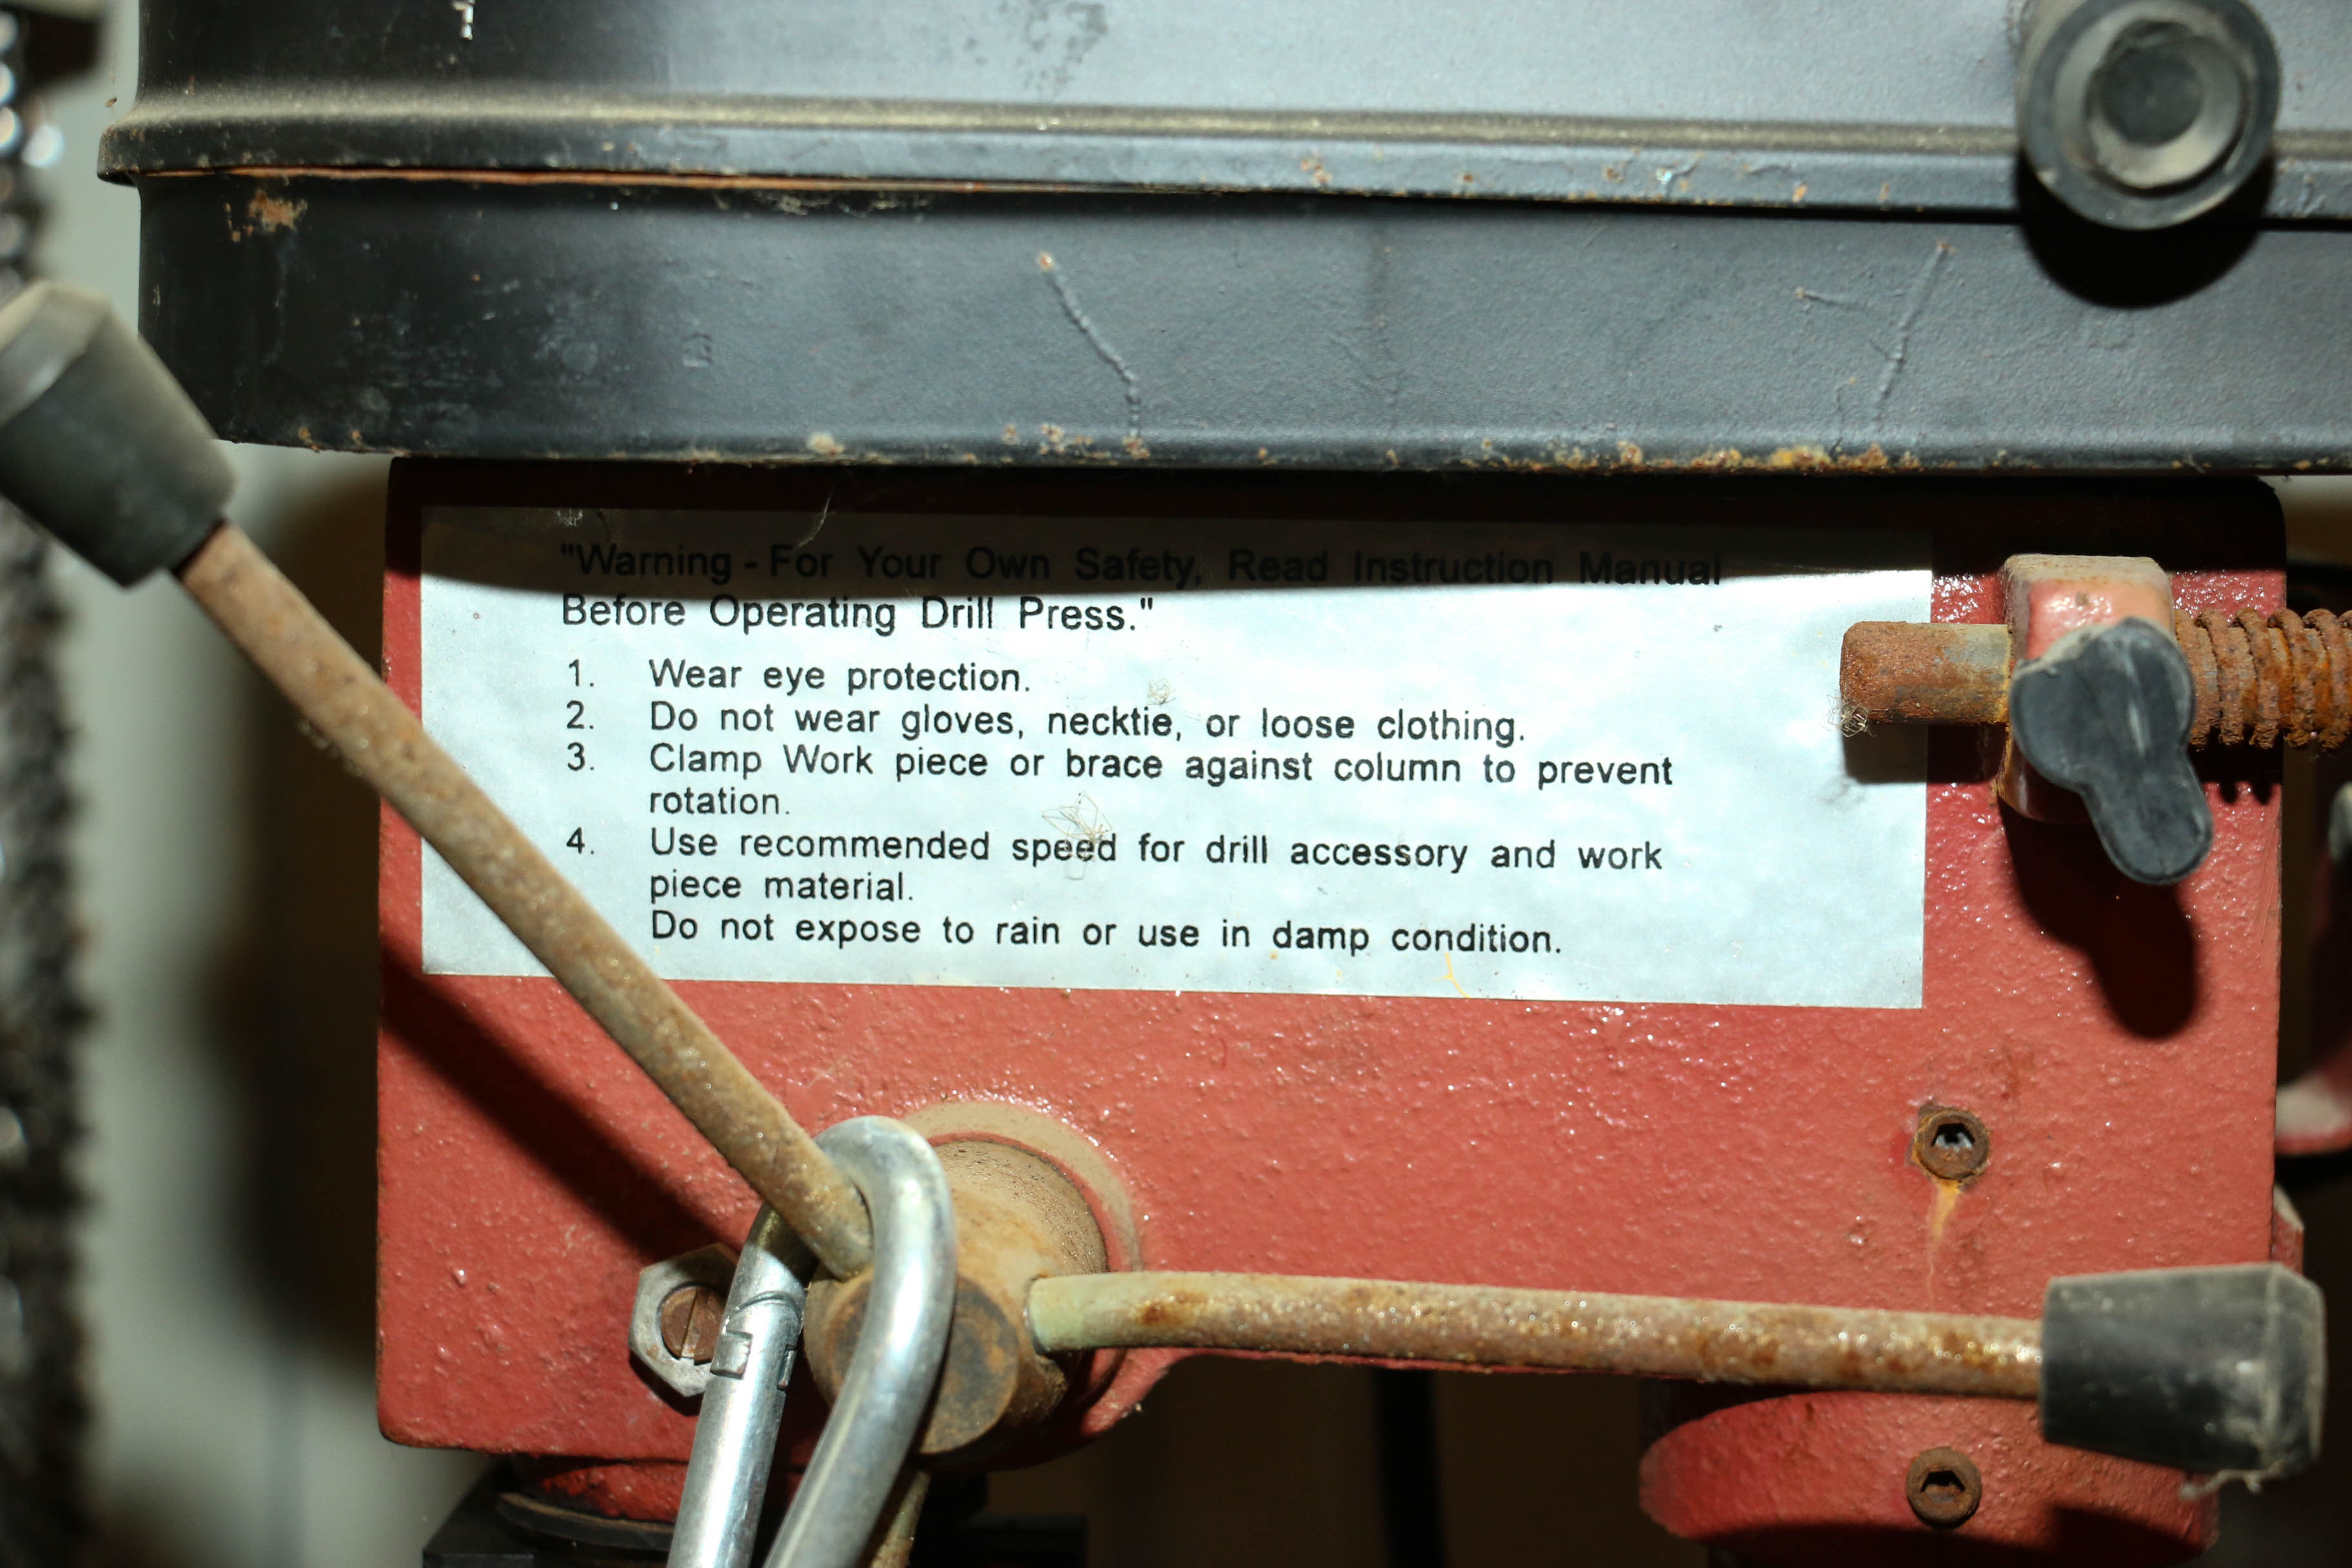 "Warning - For Your Own Safety, Read Instruction Manual
Before Operating Drill Press."
1. Wear eye protection.
2. Do not wear gloves, necktie, or loose clothing.
3. Clamp Work piece or brace against column to prevent
rotation.
4. Use recommended speed for drill accessory and work
piece material.
Do not expose to rain or use in damp condition.